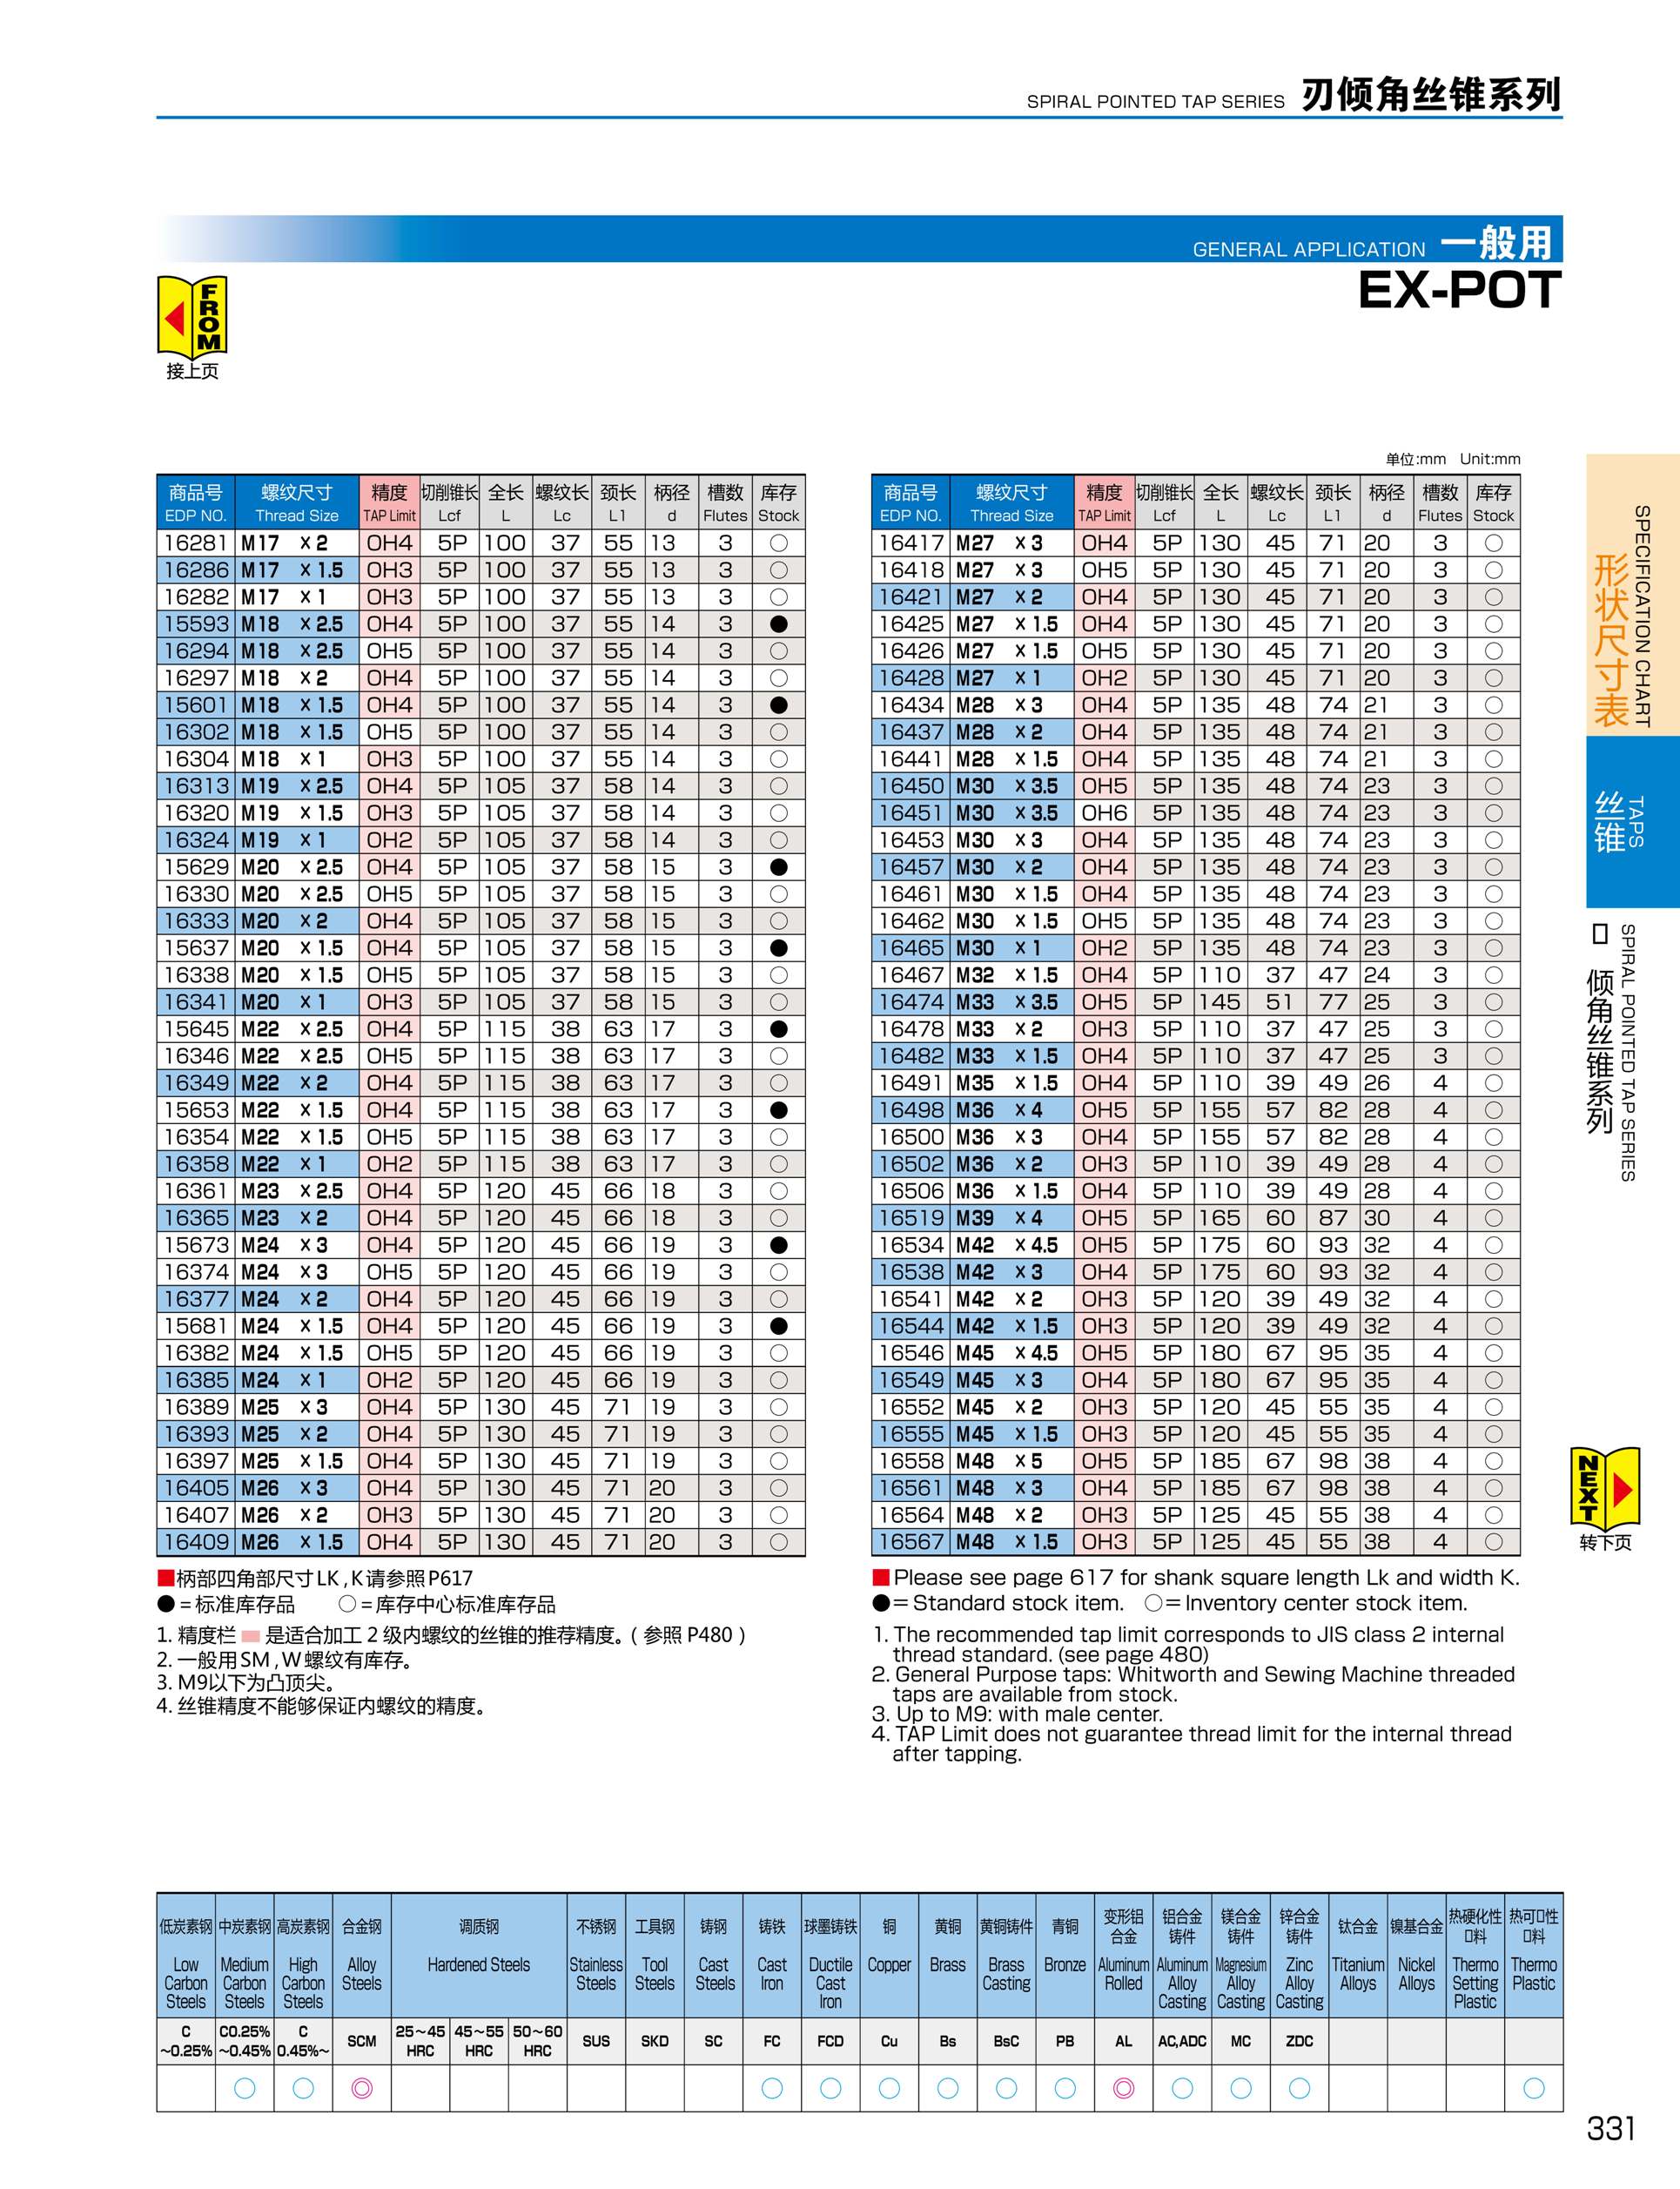 SPIRAL POINTED TAP SERIES 刃倾角丝锥系列
GENERAL APPLICATION 一般用
EX-POT
FROM
接上页
单位:mm Unit:mm
商品号 螺纹尺寸 精度 切削锥长 全长 螺纹长 颈长 柄径 槽数 库存
EDP NO. Thread Size TAP Limit Lcf L Lc L1 d Flutes Stock
16281 M17 × 2 OH4 5P 100 37 55 13 3 ○
16286 M17 × 1.5 OH3 5P 100 37 55 13 3 ○
16282 M17 × 1 OH3 5P 100 37 55 13 3 ○
15593 M18 × 2.5 OH4 5P 100 37 55 14 3 ●
16294 M18 × 2.5 OH5 5P 100 37 55 14 3 ○
16297 M18 × 2 OH4 5P 100 37 55 14 3 ○
15601 M18 × 1.5 OH4 5P 100 37 55 14 3 ●
16302 M18 × 1.5 OH5 5P 100 37 55 14 3 ○
16304 M18 × 1 OH3 5P 100 37 55 14 3 ○
16313 M19 × 2.5 OH4 5P 105 37 58 14 3 ○
16320 M19 × 1.5 OH3 5P 105 37 58 14 3 ○
16324 M19 × 1 OH2 5P 105 37 58 14 3 ○
15629 M20 × 2.5 OH4 5P 105 37 58 15 3 ●
16330 M20 × 2.5 OH5 5P 105 37 58 15 3 ○
16333 M20 × 2 OH4 5P 105 37 58 15 3 ○
15637 M20 × 1.5 OH4 5P 105 37 58 15 3 ●
16338 M20 × 1.5 OH5 5P 105 37 58 15 3 ○
16341 M20 × 1 OH3 5P 105 37 58 15 3 ○
15645 M22 × 2.5 OH4 5P 115 38 63 17 3 ●
16346 M22 × 2.5 OH5 5P 115 38 63 17 3 ○
16349 M22 × 2 OH4 5P 115 38 63 17 3 ○
15653 M22 × 1.5 OH4 5P 115 38 63 17 3 ●
16354 M22 × 1.5 OH5 5P 115 38 63 17 3 ○
16358 M22 × 1 OH2 5P 115 38 63 17 3 ○
16361 M23 × 2.5 OH4 5P 120 45 66 18 3 ○
16365 M23 × 2 OH4 5P 120 45 66 18 3 ○
15673 M24 × 3 OH4 5P 120 45 66 19 3 ●
16374 M24 × 3 OH5 5P 120 45 66 19 3 ○
16377 M24 × 2 OH4 5P 120 45 66 19 3 ○
15681 M24 × 1.5 OH4 5P 120 45 66 19 3 ●
16382 M24 × 1.5 OH5 5P 120 45 66 19 3 ○
16385 M24 × 1 OH2 5P 120 45 66 19 3 ○
16389 M25 × 3 OH4 5P 130 45 71 19 3 ○
16393 M25 × 2 OH4 5P 130 45 71 19 3 ○
16397 M25 × 1.5 OH4 5P 130 45 71 19 3 ○
16405 M26 × 3 OH4 5P 130 45 71 20 3 ○
16407 M26 × 2 OH3 5P 130 45 71 20 3 ○
16409 M26 × 1.5 OH4 5P 130 45 71 20 3 ○
商品号 螺纹尺寸 精度 切削锥长 全长 螺纹长 颈长 柄径 槽数 库存
EDP NO. Thread Size TAP Limit Lcf L Lc L1 d Flutes Stock
16417 M27 × 3 OH4 5P 130 45 71 20 3 ○
16418 M27 × 3 OH5 5P 130 45 71 20 3 ○
16421 M27 × 2 OH4 5P 130 45 71 20 3 ○
16425 M27 × 1.5 OH4 5P 130 45 71 20 3 ○
16426 M27 × 1.5 OH5 5P 130 45 71 20 3 ○
16428 M27 × 1 OH2 5P 130 45 71 20 3 ○
16434 M28 × 3 OH4 5P 135 48 74 21 3 ○
16437 M28 × 2 OH4 5P 135 48 74 21 3 ○
16441 M28 × 1.5 OH4 5P 135 48 74 21 3 ○
16450 M30 × 3.5 OH5 5P 135 48 74 23 3 ○
16451 M30 × 3.5 OH6 5P 135 48 74 23 3 ○
16453 M30 × 3 OH4 5P 135 48 74 23 3 ○
16457 M30 × 2 OH4 5P 135 48 74 23 3 ○
16461 M30 × 1.5 OH4 5P 135 48 74 23 3 ○
16462 M30 × 1.5 OH5 5P 135 48 74 23 3 ○
16465 M30 × 1 OH2 5P 135 48 74 23 3 ○
16467 M32 × 1.5 OH4 5P 110 37 47 24 3 ○
16474 M33 × 3.5 OH5 5P 145 51 77 25 3 ○
16478 M33 × 2 OH3 5P 110 37 47 25 3 ○
16482 M33 × 1.5 OH4 5P 110 37 47 25 3 ○
16491 M35 × 1.5 OH4 5P 110 39 49 26 4 ○
16498 M36 × 4 OH5 5P 155 57 82 28 4 ○
16500 M36 × 3 OH4 5P 155 57 82 28 4 ○
16502 M36 × 2 OH3 5P 110 39 49 28 4 ○
16506 M36 × 1.5 OH4 5P 110 39 49 28 4 ○
16519 M39 × 4 OH5 5P 165 60 87 30 4 ○
16534 M42 × 4.5 OH5 5P 175 60 93 32 4 ○
16538 M42 × 3 OH4 5P 175 60 93 32 4 ○
16541 M42 × 2 OH3 5P 120 39 49 32 4 ○
16544 M42 × 1.5 OH3 5P 120 39 49 32 4 ○
16546 M45 × 4.5 OH5 5P 180 67 95 35 4 ○
16549 M45 × 3 OH4 5P 180 67 95 35 4 ○
16552 M45 × 2 OH3 5P 120 45 55 35 4 ○
16555 M45 × 1.5 OH3 5P 120 45 55 35 4 ○
16558 M48 × 5 OH5 5P 185 67 98 38 4 ○
16561 M48 × 3 OH4 5P 185 67 98 38 4 ○
16564 M48 × 2 OH3 5P 125 45 55 38 4 ○
16567 M48 × 1.5 OH3 5P 125 45 55 38 4 ○
■柄部四角部尺寸LK,K请参照P617
●=标准库存品 ○=库存中心标准库存品
1. 精度栏 是适合加工 2 级内螺纹的丝锥的推荐精度。( 参照 P480 )
2. 一般用SM,W螺纹有库存。
3. M9以下为凸顶尖。
4. 丝锥精度不能够保证内螺纹的精度。
■Please see page 617 for shank square length Lk and width K.
●=Standard stock item. ○=Inventory center stock item.
1. The recommended tap limit corresponds to JIS class 2 internal
thread standard. (see page 480)
2. General Purpose taps: Whitworth and Sewing Machine threaded
taps are available from stock.
3. Up to M9: with male center.
4. TAP Limit does not guarantee thread limit for the internal thread
after tapping.
SPECIFICATION CHART
形状尺寸表
TAPS
丝锥
SPIRAL POINTED TAP SERIES
▯ 倾角丝锥系列
NEXT
转下页
低炭素钢 中炭素钢 高炭素钢 合金钢 调质钢 不锈钢 工具钢 铸钢 铸铁 球墨铸铁 铜 黄铜 黄铜铸件 青铜 变形铝合金 铝合金铸件 镁合金铸件 锌合金铸件 钛合金 镍基合金 热硬化性▯料 热可▯性▯料
Low Carbon Steels Medium Carbon Steels High Carbon Steels Alloy Steels Hardened Steels Stainless Steels Tool Steels Cast Steels Cast Iron Ductile Cast Iron Copper Brass Brass Casting Bronze Aluminum Rolled Aluminum Alloy Casting Magnesium Alloy Casting Zinc Alloy Casting Titanium Alloys Nickel Alloys Thermo Setting Plastic Thermo Plastic
C ~0.25% C0.25% ~0.45% C 0.45%~ SCM 25~45 HRC 45~55 HRC 50~60 HRC SUS SKD SC FC FCD Cu Bs BsC PB AL AC,ADC MC ZDC
○ ○ ◎ ○ ○ ○ ○ ○ ○ ◎ ○ ○ ○ ○
331